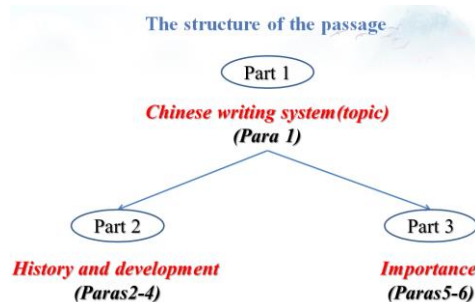 The structure of the passage
Part 1
Chinese writing system(topic)
(Para 1)
Part 2
Part 3
History and development
Importance
(Paras2-4)
(Paras5-6)